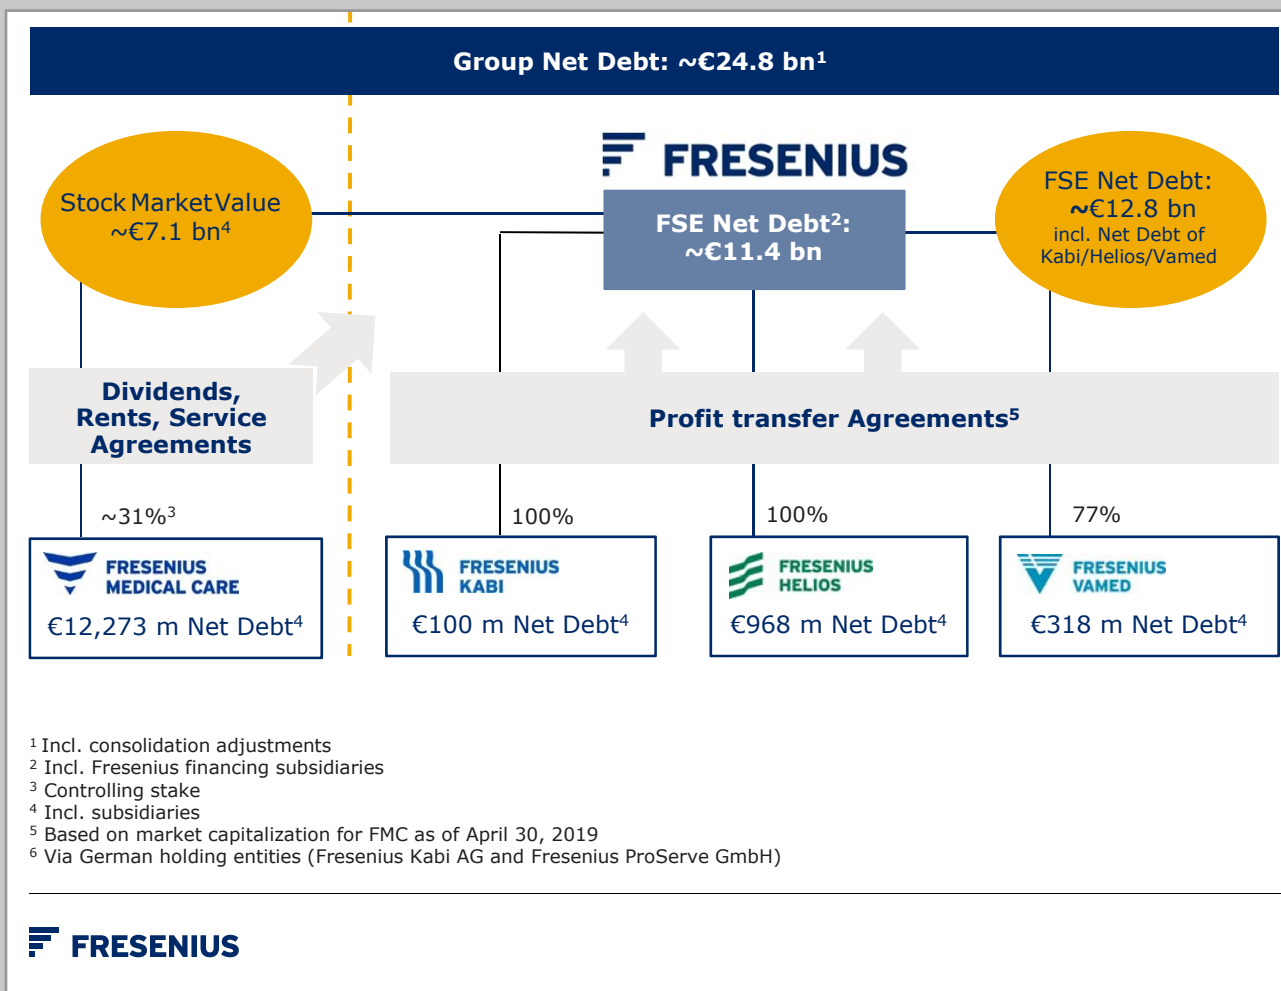 Group Net Debt: ~€24.8 bn¹
Stock Market Value
~€7.1 bn⁴
FRESENIUS
FSE Net Debt²:
~€11.4 bn
FSE Net Debt:
~€12.8 bn
incl. Net Debt of
Kabi/Helios/Vamed
Dividends,
Rents, Service
Agreements
Profit transfer Agreements⁵
~31%³
100%
100%
77%
FRESENIUS
MEDICAL CARE
€12,273 m Net Debt⁴
FRESENIUS
KABI
€100 m Net Debt⁴
FRESENIUS
HELIOS
€968 m Net Debt⁴
FRESENIUS
VAMED
€318 m Net Debt⁴
¹ Incl. consolidation adjustments
² Incl. Fresenius financing subsidiaries
³ Controlling stake
⁴ Incl. subsidiaries
⁵ Based on market capitalization for FMC as of April 30, 2019
⁶ Via German holding entities (Fresenius Kabi AG and Fresenius ProServe GmbH)
FRESENIUS